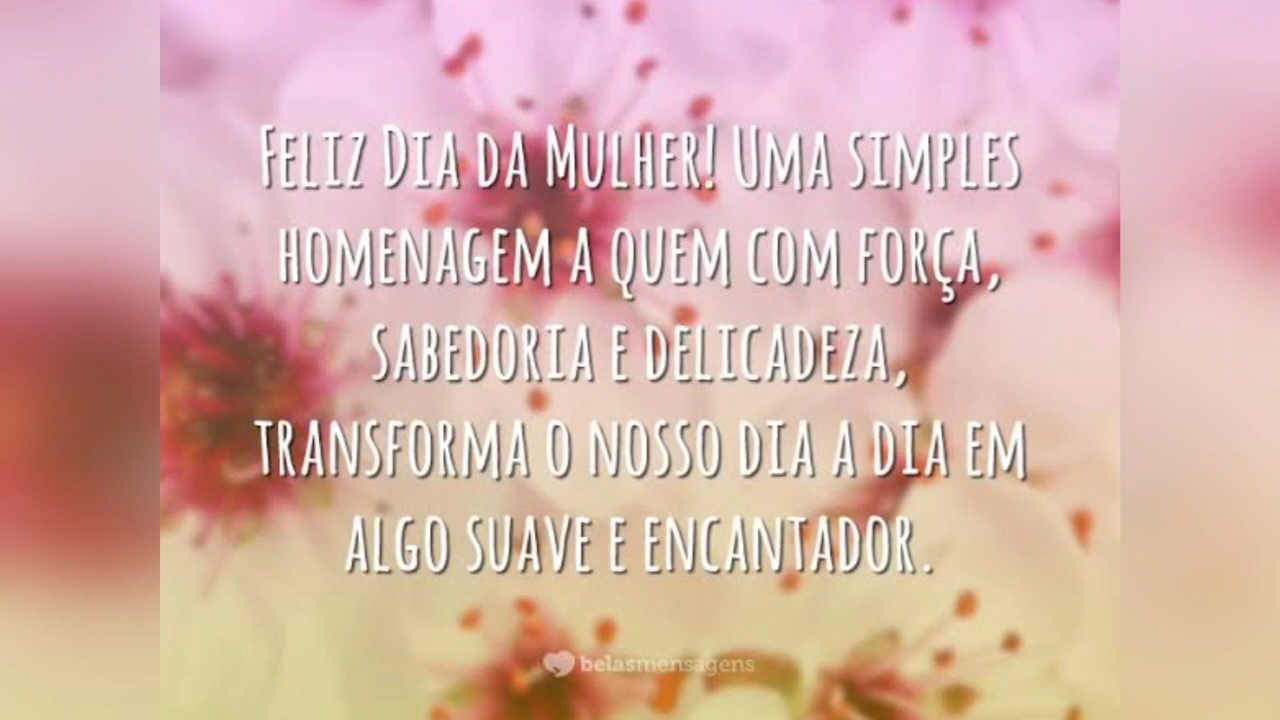 Feliz Dia da Mulher! Uma simples
homenagem a quem com força,
sabedoria e delicadeza,
transforma o nosso dia a dia em
algo suave e encantador.
belasmensagens